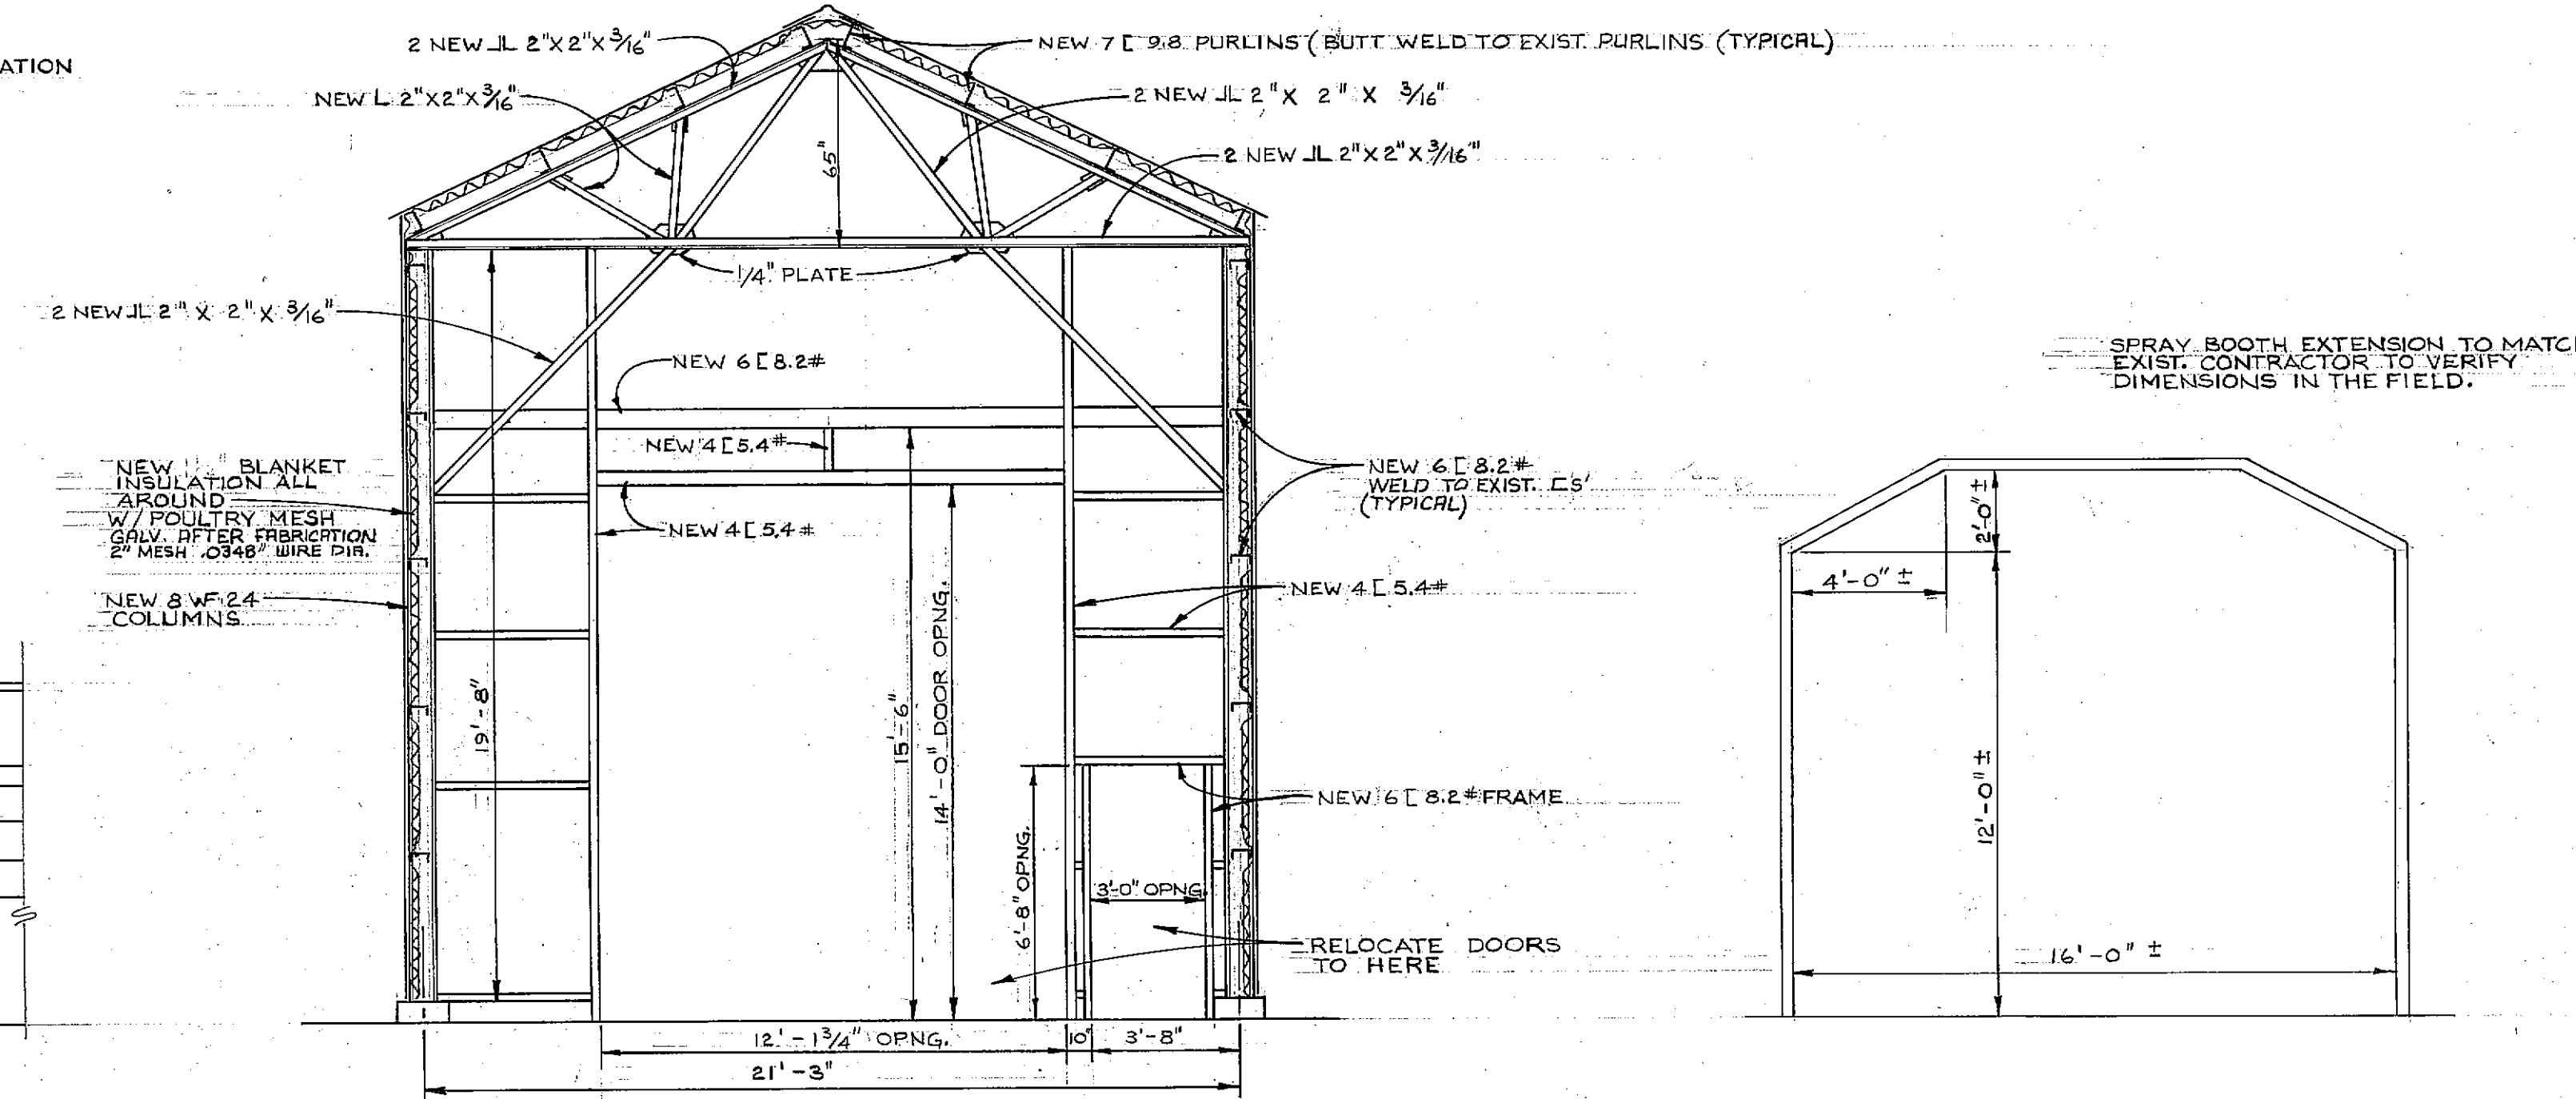 ATION
2 NEW ⅃L 2"X2"X 3/16"
NEW 7 [ 9.8 PURLINS (BUTT WELD TO EXIST. PURLINS (TYPICAL)
NEW L 2"X2"X 3/16"
2 NEW ⅃L 2" X 2" X 3/16"
2 NEW ⅃L 2"X2"X 3/16"
65"
1/4" PLATE
2 NEW ⅃L 2" X 2" X 3/16"
NEW 6 [ 8.2#
NEW 4 [ 5.4#
NEW BLANKET
INSULATION ALL
AROUND
W/ POULTRY MESH
GALV. AFTER FABRICATION
2" MESH .0348" WIRE DIA.
NEW 8 WF 24
COLUMNS
NEW 4 [ 5.4#
NEW 6 [ 8.2#
WELD TO EXIST. [S'
(TYPICAL)
NEW 4 [ 5.4#
NEW 6 [ 8.2# FRAME
19'-8"
15'-6"
14'-0" DOOR OPNG.
6'-8" OPNG.
3'-0" OPNG.
RELOCATE DOORS
TO HERE
12'-1 3/4" OPNG.
10"
3'-8"
21'-3"
SPRAY BOOTH EXTENSION TO MATC
EXIST. CONTRACTOR TO VERIFY
DIMENSIONS IN THE FIELD.
2'-0" ±
4'-0" ±
12'-0" ±
16'-0" ±